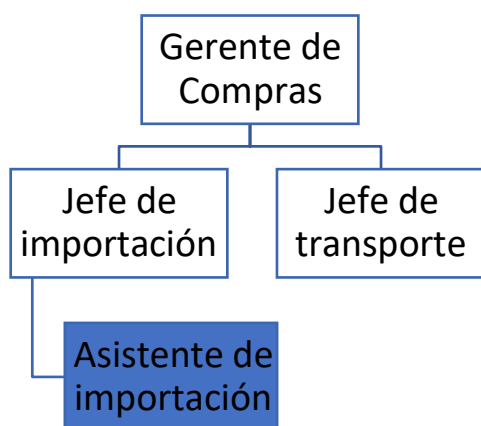 Gerente de
Compras
Jefe de
importación
Jefe de
transporte
Asistente de
importación